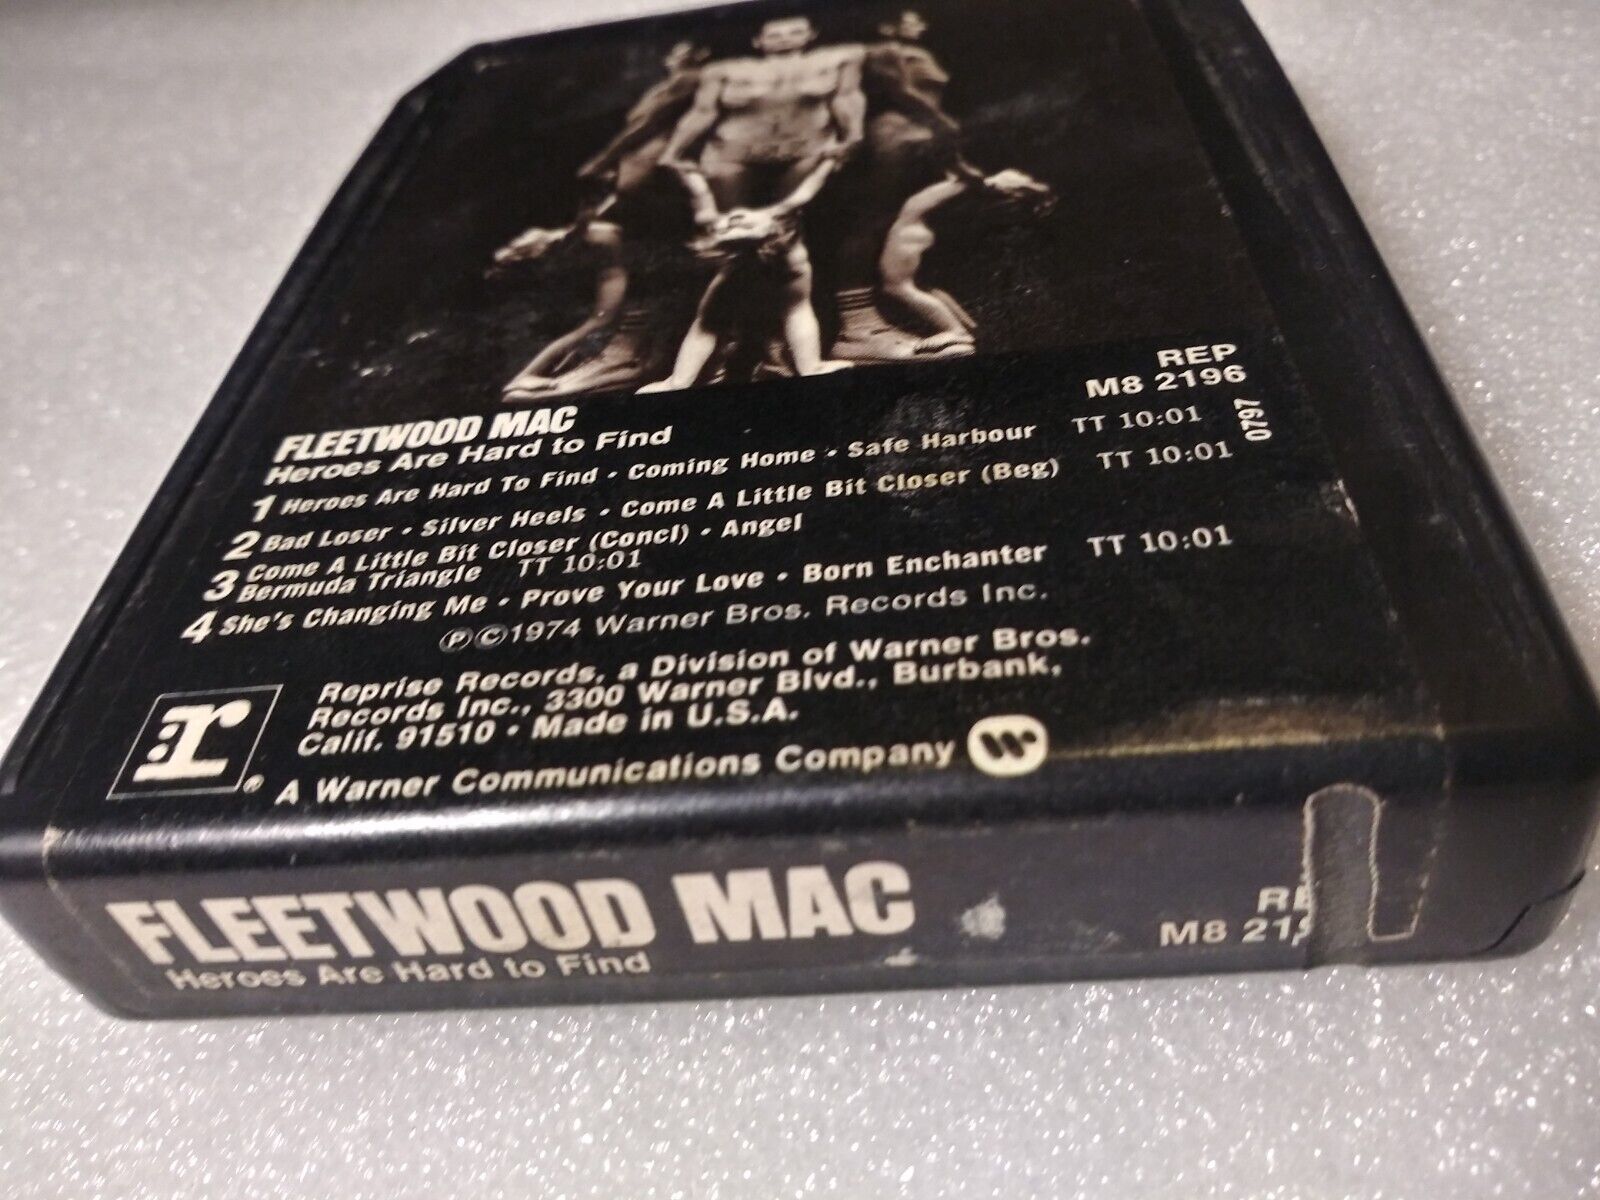 REP
M8 2196
0797
FLEETWOOD MAC
Heroes Are Hard to Find
1 Heroes Are Hard To Find • Coming Home • Safe Harbour TT 10:01
2 Bad Loser • Silver Heels • Come A Little Bit Closer (Beg) TT 10:01
3 Come A Little Bit Closer (Concl) • Angel
Bermuda Triangle TT 10:01
4 She's Changing Me • Prove Your Love • Born Enchanter TT 10:01
Ⓟ©1974 Warner Bros. Records Inc.
Reprise Records, a Division of Warner Bros.
Records Inc., 3300 Warner Blvd., Burbank,
Calif. 91510 • Made in U.S.A.
r®
A Warner Communications Company W
FLEETWOOD MAC
Heroes Are Hard to Find
RE
M8 219